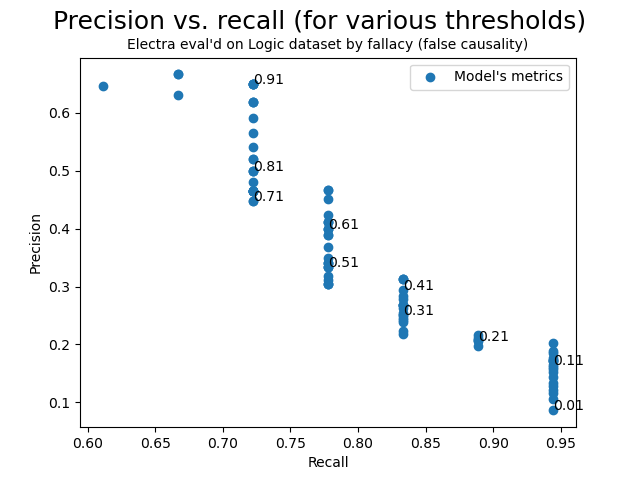 Precision vs. recall (for various thresholds)
Electra eval'd on Logic dataset by fallacy (false causality)
Model's metrics
0.91
0.81
0.71
0.61
0.51
0.41
0.31
0.21
0.11
0.01
Precision
0.6
0.5
0.4
0.3
0.2
0.1
0.60 0.65 0.70 0.75 0.80 0.85 0.90 0.95
Recall